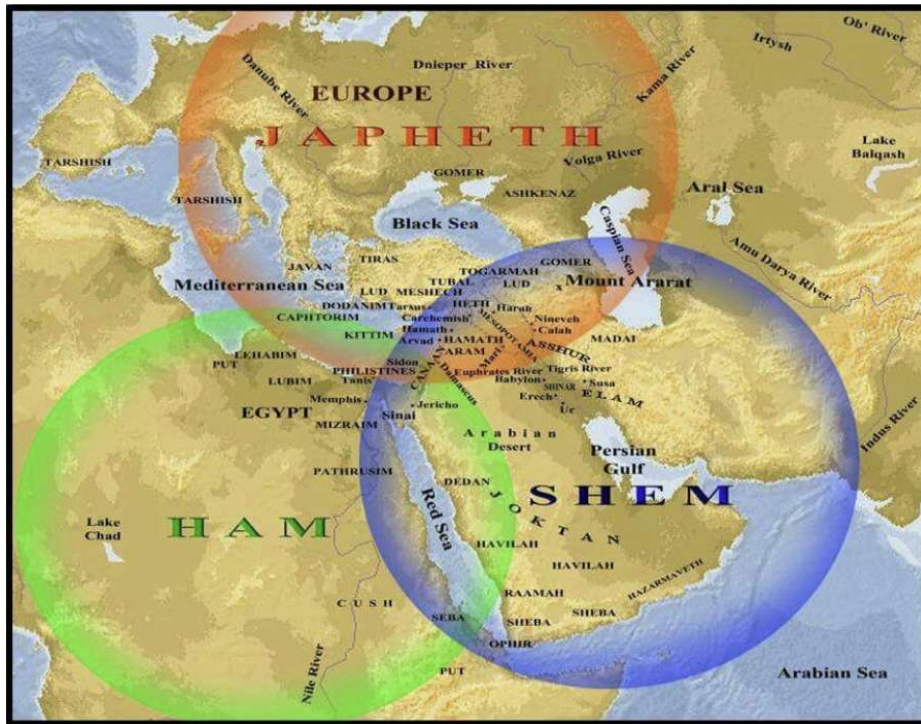 Ob' River
Irtysh
Kama River
Dnieper River
Danube River
EUROPE
JAPHETH
Lake
Balqash
Volga River
TARSHISH
GOMER
ASHKENAZ
Aral Sea
TARSHISH
Black Sea
Caspian Sea
Amu Darya River
JAVAN
TIRAS
GOMER
TOGARMAH
Mediterranean Sea
TUBAL
LUD
Mount Ararat
x
LUD
MESHECH
DODANIM
Tarsus
HETH
Harah
CAPHTORIM
Carchemish
MESOPOTAMIA
Nineveh
KITTIM
Hamath
Calah
Arvad
HAMATH
ASSHUR
MADAI
LEHABIM
ARAM
Mari
PUT
Sidon
CANAAN
Damascus
Euphrates River
Tigris River
PHILISTINES
LUBIM
Tanis
Babylon
SHINAR
Susa
ELAM
Memphis
Jericho
Erech
Ur
EGYPT
Sinai
MIZRAIM
Arabian
Desert
Indus River
Persian
Gulf
PATHRUSIM
DEDAN
SHEM
JOKTAN
Red Sea
Lake
Chad
HAM
HAVILAH
HAVILAH
RAAMAH
HAZARMAVETH
CUSH
SEBA
SHEBA
SHEBA
OPHIR
Nile River
PUT
Arabian Sea